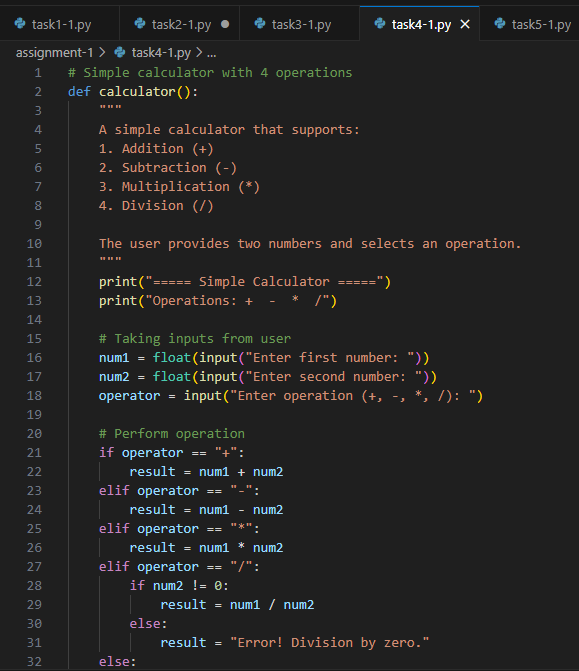 task1-1.py task2-1.py task3-1.py task4-1.py task5-1.py
assignment-1 > task4-1.py > ...
1 # Simple calculator with 4 operations
2 def calculator():
3     """
4     A simple calculator that supports:
5     1. Addition (+)
6     2. Subtraction (-)
7     3. Multiplication (*)
8     4. Division (/)
9
10     The user provides two numbers and selects an operation.
11     """
12     print("===== Simple Calculator =====")
13     print("Operations: +  -  *  /")
14
15     # Taking inputs from user
16     num1 = float(input("Enter first number: "))
17     num2 = float(input("Enter second number: "))
18     operator = input("Enter operation (+, -, *, /): ")
19
20     # Perform operation
21     if operator == "+":
22         result = num1 + num2
23     elif operator == "-":
24         result = num1 - num2
25     elif operator == "*":
26         result = num1 * num2
27     elif operator == "/":
28         if num2 != 0:
29             result = num1 / num2
30         else:
31             result = "Error! Division by zero."
32     else: